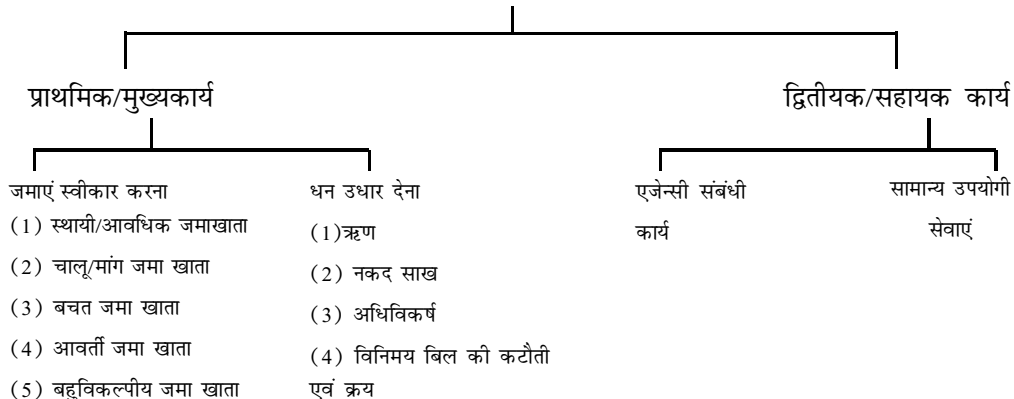 प्राथमिक/मुख्यकार्य
द्वितीयक/सहायक कार्य
जमाएं स्वीकार करना
(1) स्थायी/आवधिक जमाखाता
(2) चालू/मांग जमा खाता
(3) बचत जमा खाता
(4) आवर्ती जमा खाता
(5) बहुविकल्पीय जमा खाता
धन उधार देना
(1)ऋण
(2) नकद साख
(3) अधिविकर्ष
(4) विनिमय बिल की कटौती
एवं क्रय
एजेन्सी संबंधी
कार्य
सामान्य उपयोगी
सेवाएं